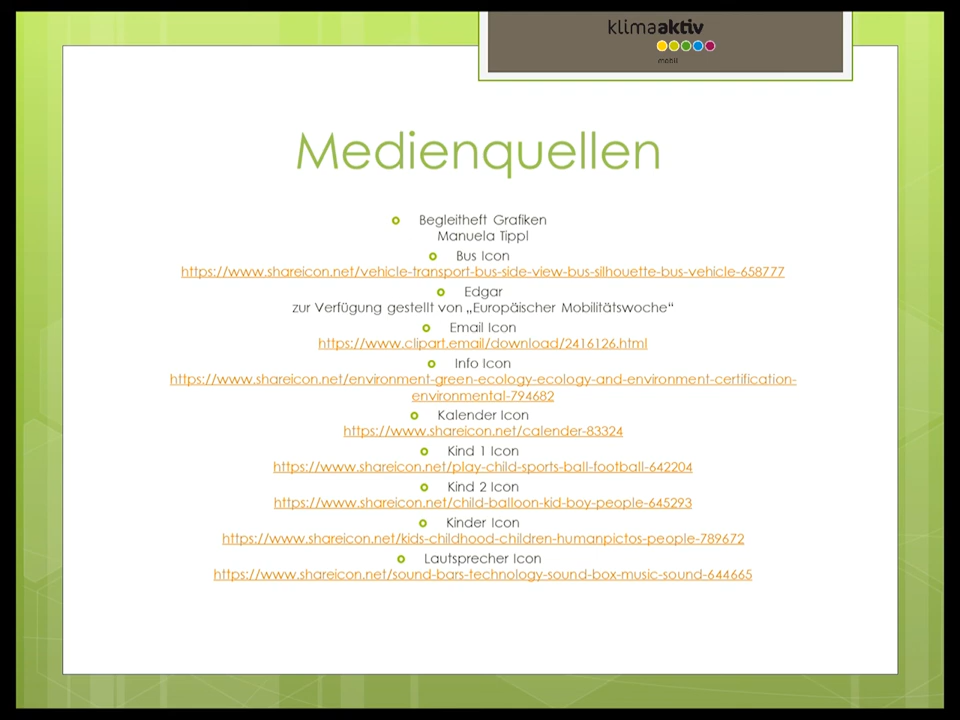 klimaaktiv
mobil
Medienquellen
Begleitheft Grafiken
Manuela Tippl
Bus Icon
https://www.shareicon.net/vehicle-transport-bus-side-view-bus-silhouette-bus-vehicle-658777
Edgar
zur Verfügung gestellt von „Europäischer Mobilitätswoche“
Email Icon
https://www.clipart.email/download/2416126.html
Info Icon
https://www.shareicon.net/environment-green-ecology-ecology-and-environment-certification-
environmental-794682
Kalender Icon
https://www.shareicon.net/calender-83324
Kind 1 Icon
https://www.shareicon.net/play-child-sports-ball-football-642204
Kind 2 Icon
https://www.shareicon.net/child-balloon-kid-boy-people-645293
Kinder Icon
https://www.shareicon.net/kids-childhood-children-humanpictos-people-789672
Lautsprecher Icon
https://www.shareicon.net/sound-bars-technology-sound-box-music-sound-644665